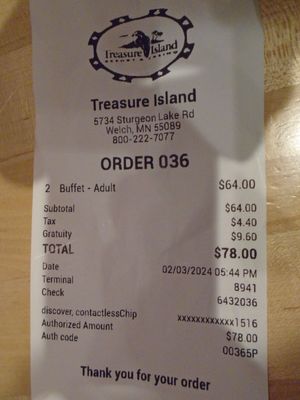 Treasure Island
RESORT & CASINO
Treasure Island
5734 Sturgeon Lake Rd
Welch, MN 55089
800-222-7077
ORDER 036
2 Buffet - Adult $64.00
Subtotal $64.00
Tax $4.40
Gratuity $9.60
TOTAL $78.00
Date 02/03/2024 05:44 PM
Terminal 8941
Check 6432036
discover, contactlessChip xxxxxxxxxxxx1516
Authorized Amount $78.00
Auth code 00365P
Thank you for your order